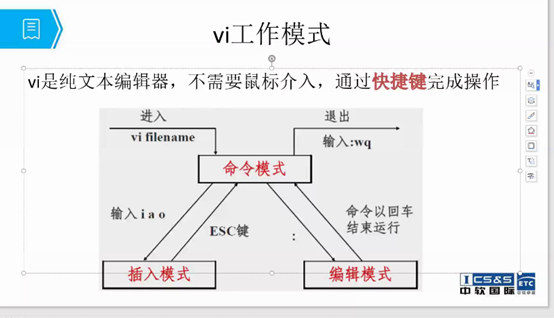 vi工作模式
vi是纯文本编辑器，不需要鼠标介入，通过快捷键完成操作
进入
退出
vi filename
输入:wq
命令模式
输入 i a o
ESC键
:
命令以回车
结束运行
插入模式
编辑模式
ICS&S
中软国际
ETC